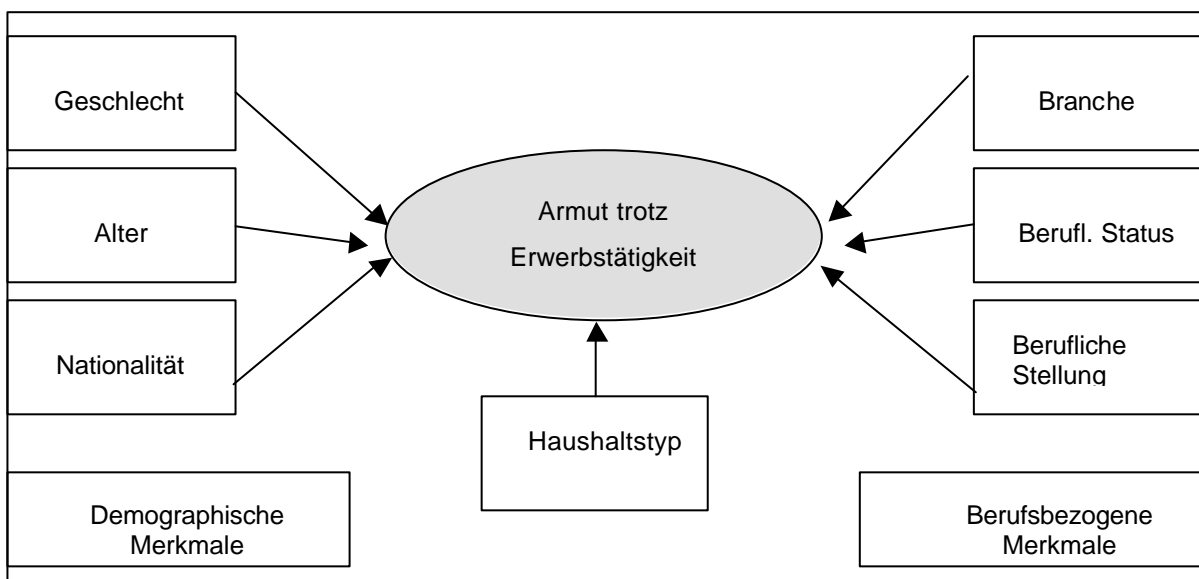 Geschlecht
Branche
Armut trotz
Erwerbstätigkeit
Alter
Berufl. Status
Nationalität
Berufliche
Stellung
Haushaltstyp
Demographische
Merkmale
Berufsbezogene
Merkmale